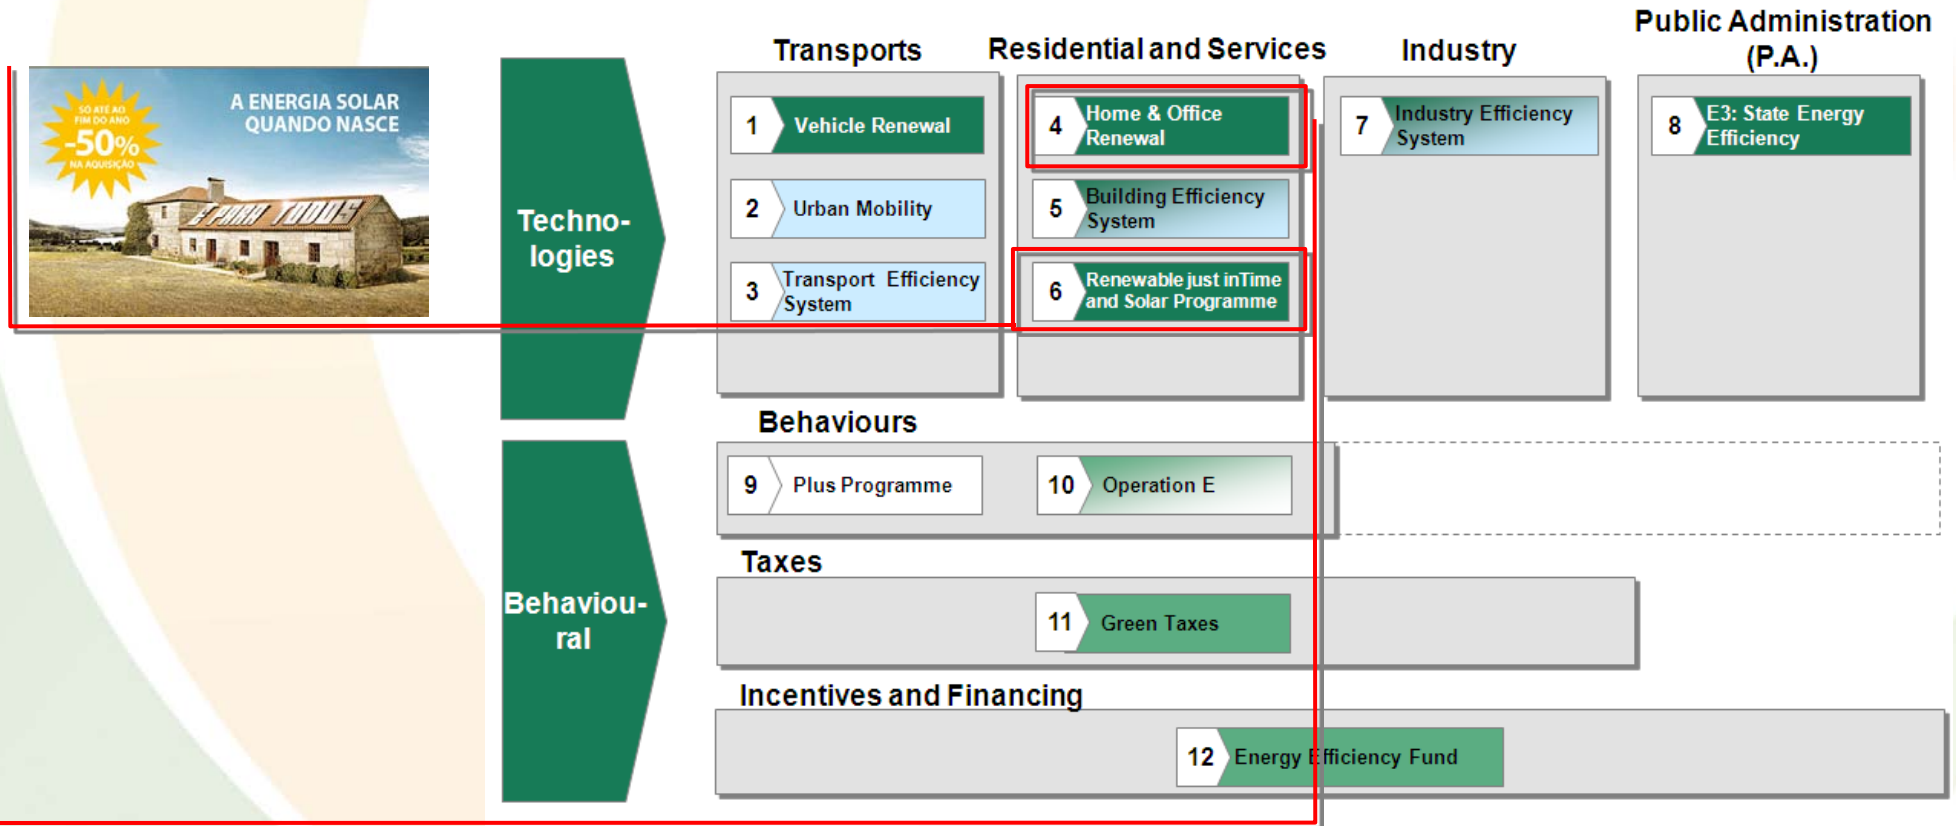 SÓ ATÉ AO
FIM DO ANO
-50%
NA AQUISIÇÃO
A ENERGIA SOLAR
QUANDO NASCE
É PARA TODOS
Techno-
logies
Transports
1 Vehicle Renewal
2 Urban Mobility
3 Transport Efficiency
System
Residential and Services
4 Home & Office
Renewal
5 Building Efficiency
System
6 Renewable just inTime
and Solar Programme
Industry
7 Industry Efficiency
System
Public Administration
(P.A.)
8 E3: State Energy
Efficiency
Behaviou-
ral
Behaviours
9 Plus Programme
10 Operation E
Taxes
11 Green Taxes
Incentives and Financing
12 Energy Efficiency Fund